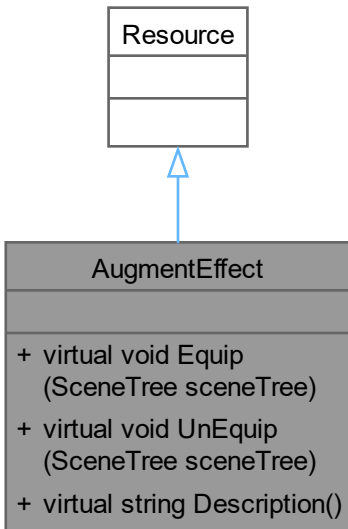 Resource
AugmentEffect
+ virtual void Equip
(SceneTree sceneTree)
+ virtual void UnEquip
(SceneTree sceneTree)
+ virtual string Description()